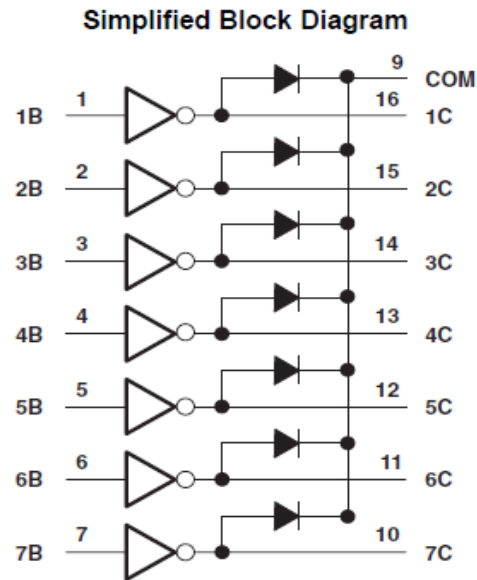 Simplified Block Diagram
9 COM
1B 1 16 1C
2B 2 15 2C
3B 3 14 3C
4B 4 13 4C
5B 5 12 5C
6B 6 11 6C
7B 7 10 7C